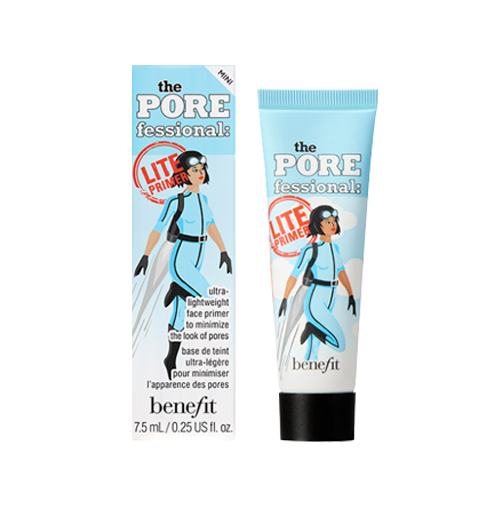 MINI
the
PORE
fessional:
LITE
PRIMER
ultra-
lightweight
face primer
to minimize
the look of pores
base de teint
ultra-légère
pour minimiser
l'apparence des pores
benefit
7.5 mL / 0.25 US fl. oz.
the
PORE
fessional:
LITE
PRIMER
benefit